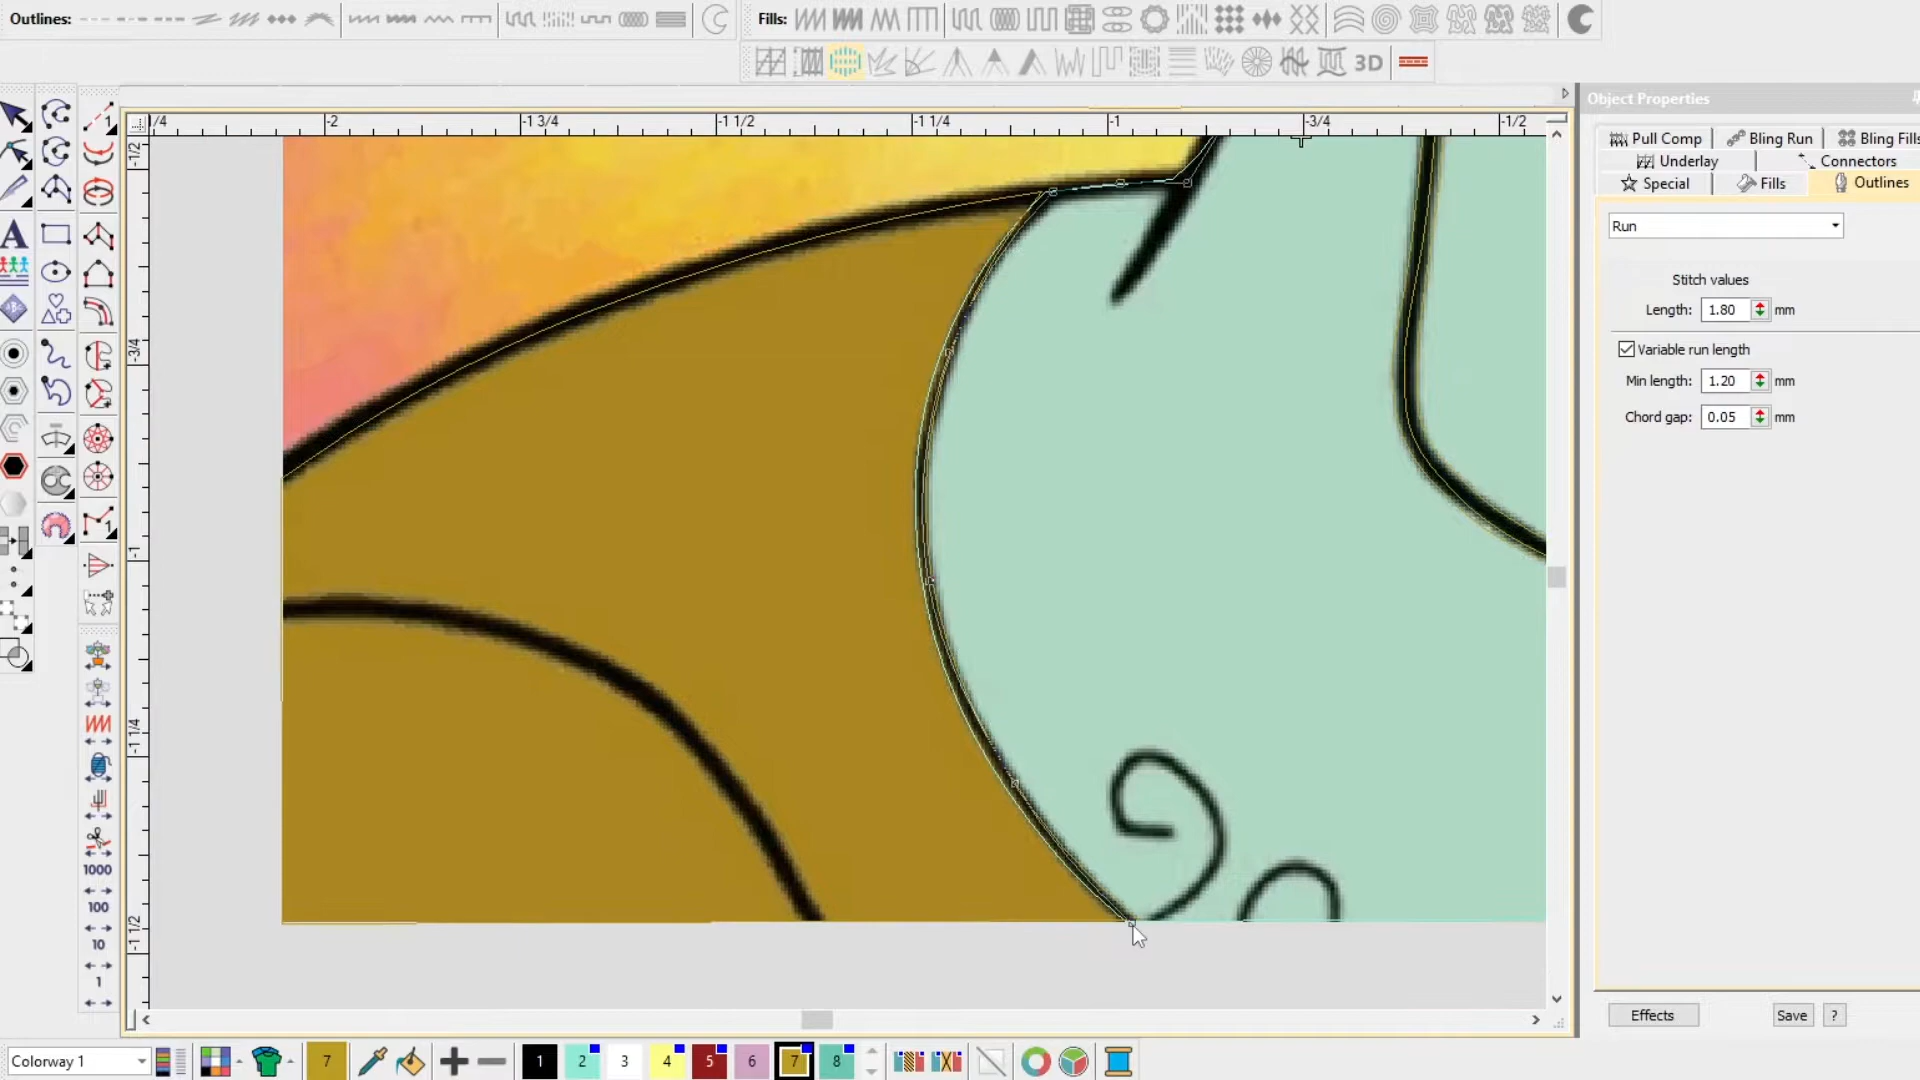 Outlines:
Fills:
3D
Object Properties
Pull Comp
Bling Run
Bling Fills
Underlay
Connectors
Special
Fills
Outlines
Run
Stitch values
Length: 1.80 mm
Variable run length
Min length: 1.20 mm
Chord gap: 0.05 mm
Effects
Save
?
/4
-2
-1 3/4
-1 1/2
-1 1/4
-1
-3/4
-1/2
-1/2
-3/4
-1
-1 1/4
-1 1/2
A
1
1
1000
100
10
1
Colorway 1
7
1
2
3
4
5
6
7
8